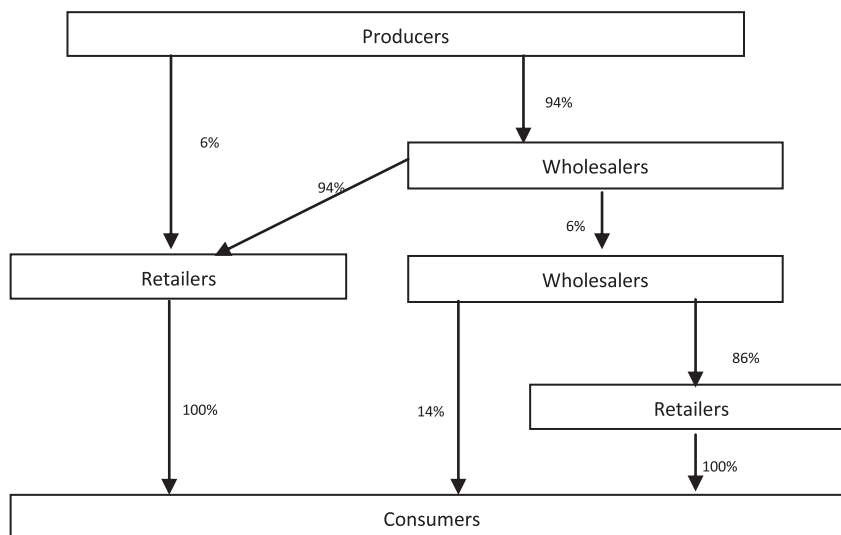 Producers
94%
6%
Wholesalers
94%
6%
Retailers
Wholesalers
86%
100%
14%
Retailers
100%
Consumers